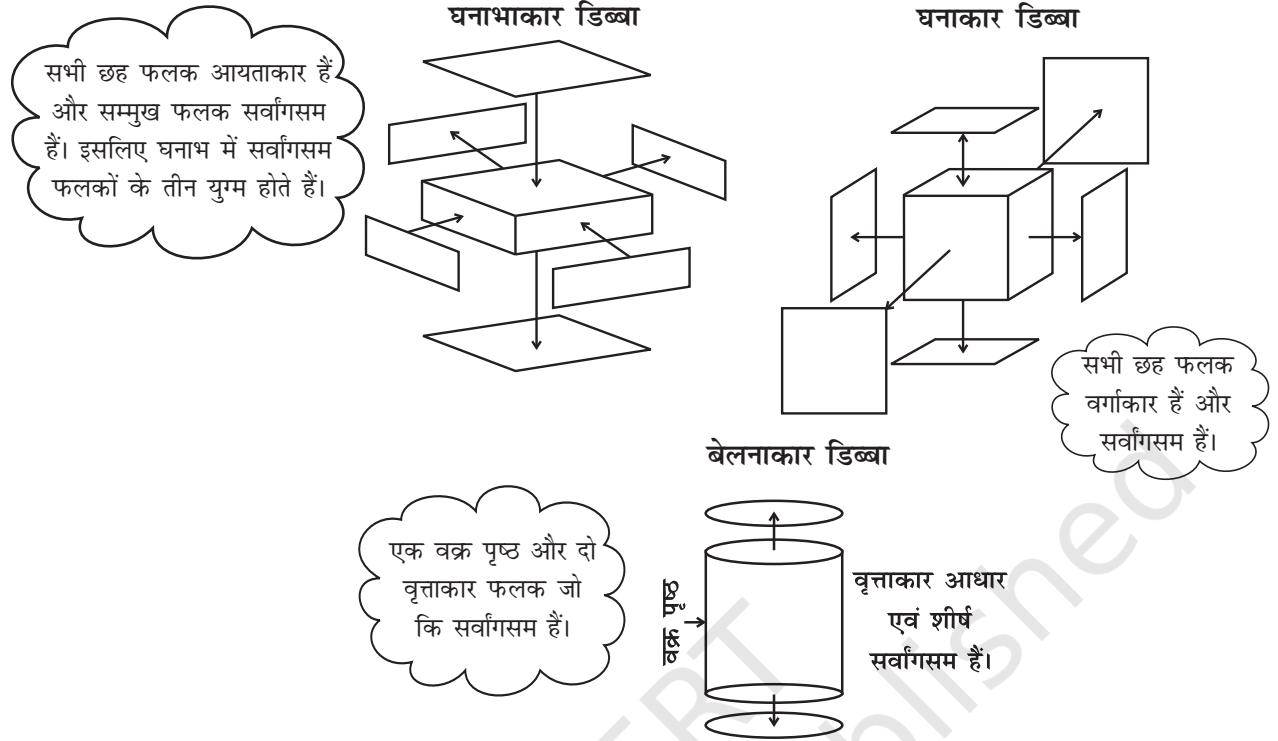 घनाभाकार डिब्बा
घनाकार डिब्बा
सभी छह फलक आयताकार हैं
और सम्मुख फलक सर्वांगसम
हैं। इसलिए घनाभ में सर्वांगसम
फलकों के तीन युग्म होते हैं।
सभी छह फलक
वर्गाकार हैं और
सर्वांगसम हैं।
बेलनाकार डिब्बा
एक वक्र पृष्ठ और दो
वृत्ताकार फलक जो
कि सर्वांगसम हैं।
वक्र पृष्ठ
वृत्ताकार आधार
एवं शीर्ष
सर्वांगसम हैं।